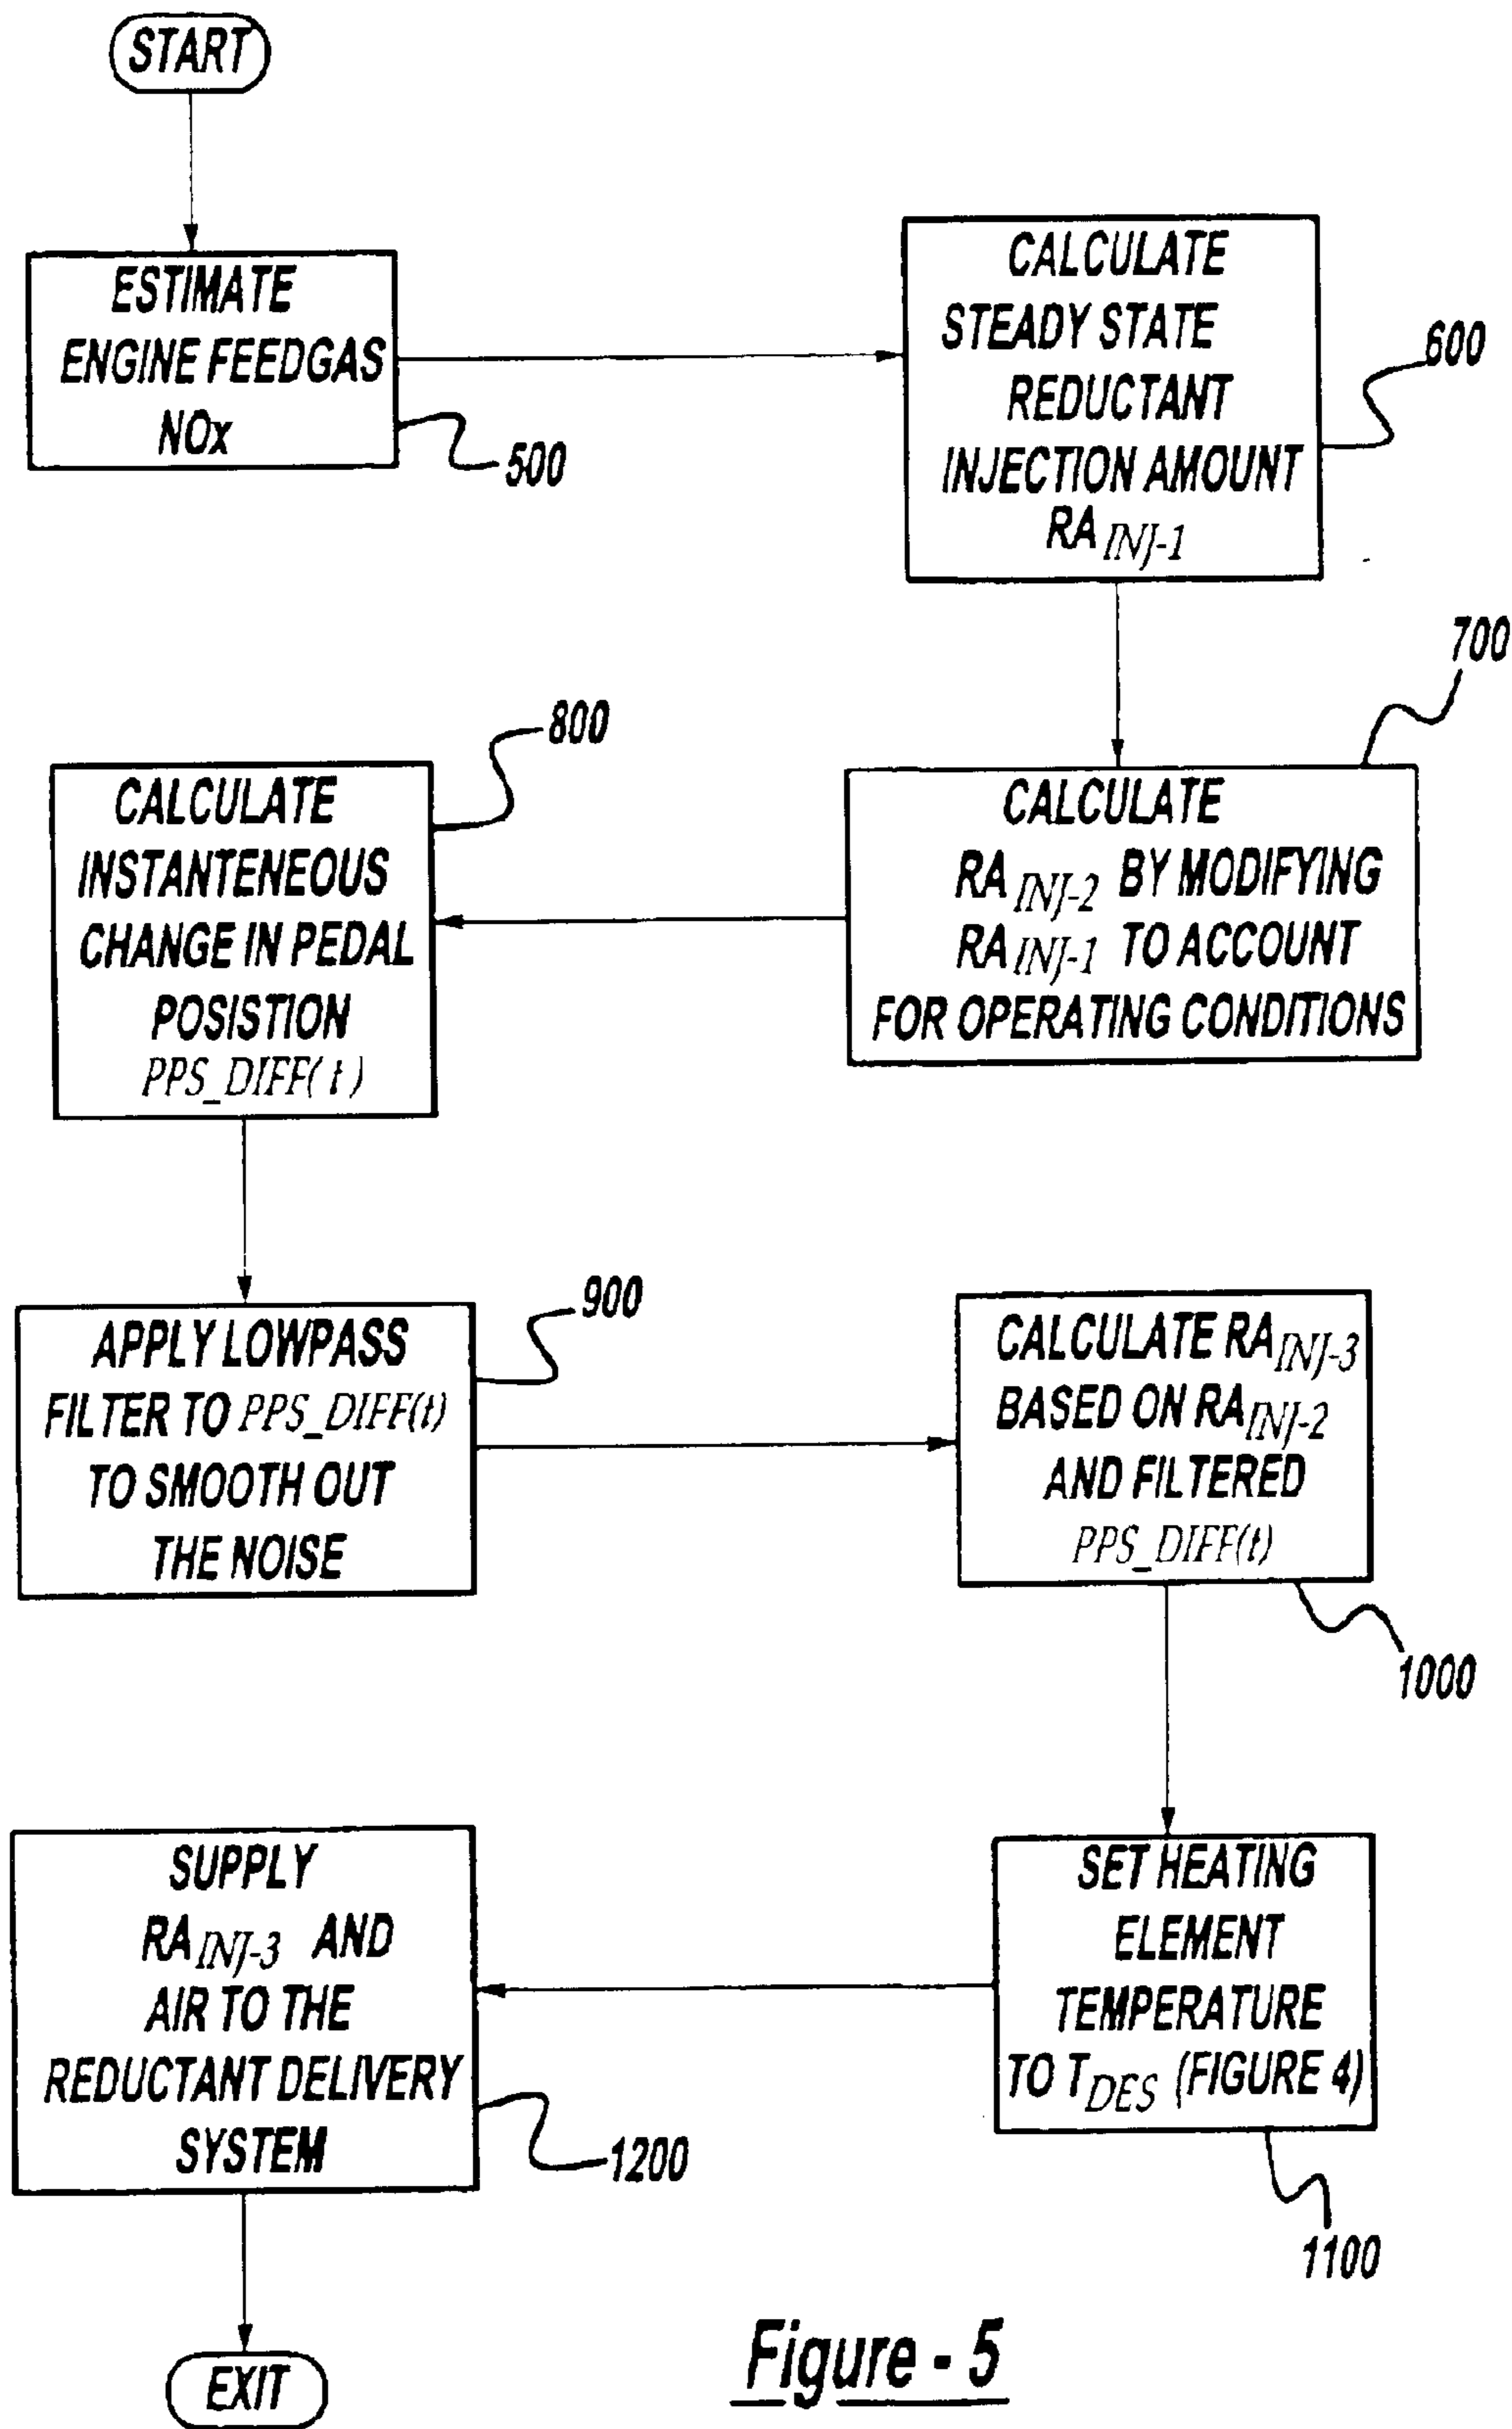 START
ESTIMATE
ENGINE FEEDGAS
NOx
500
CALCULATE
STEADY STATE
REDUCTANT
INJECTION AMOUNT
RA INJ-1
600
700
CALCULATE
RA INJ-2 BY MODIFYING
RA INJ-1 TO ACCOUNT
FOR OPERATING CONDITIONS
800
CALCULATE
INSTANTENEOUS
CHANGE IN PEDAL
POSISTION
PPS_DIFF(t)
900
APPLY LOWPASS
FILTER TO PPS_DIFF(t)
TO SMOOTH OUT
THE NOISE
CALCULATE RA INJ-3
BASED ON RA INJ-2
AND FILTERED
PPS_DIFF(t)
1000
SET HEATING
ELEMENT
TEMPERATURE
TO T DES (FIGURE 4)
1100
SUPPLY
RA INJ-3 AND
AIR TO THE
REDUCTANT DELIVERY
SYSTEM
1200
EXIT
Figure - 5